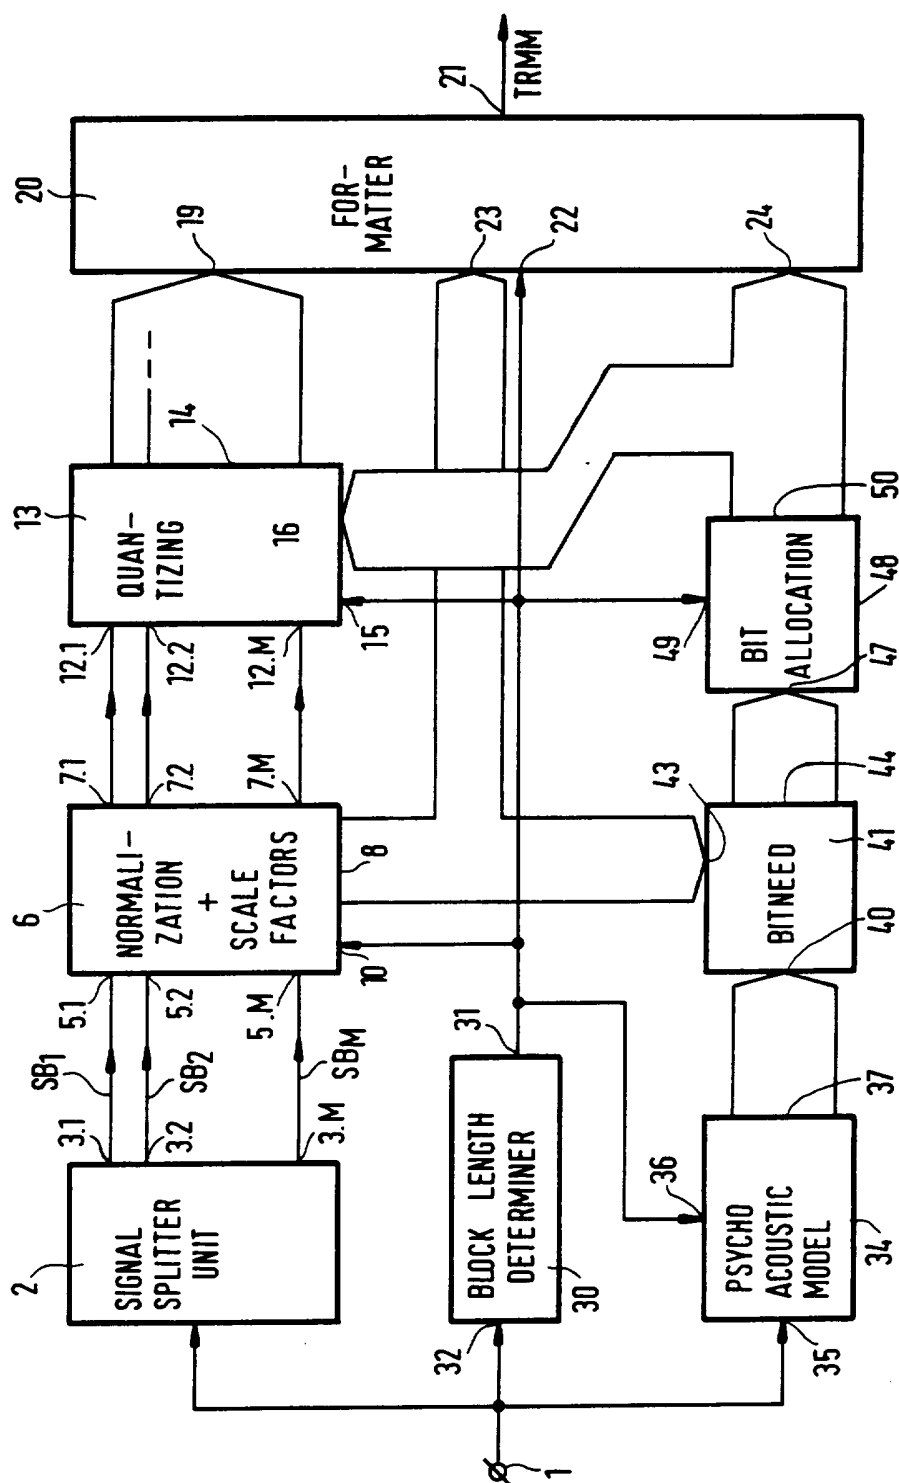 1
2
SIGNAL
SPLITTER
UNIT
3.1
3.2
3.M
SB1
SB2
SBM
5.1
5.2
5.M
6
NORMALI-
ZATION
+
SCALE
FACTORS
8
10
7.1
7.2
7.M
12.1
12.2
12.M
13
QUAN-
TIZING
14
15
16
19
20
FOR-
MATTER
23
22
24
21
TRMM
32
BLOCK LENGTH
DETERMINER
30
31
35
36
PSYCHO
ACOUSTIC
MODEL
34
37
40
BITNEED
41
43
44
47
BIT
ALLOCATION
48
49
50